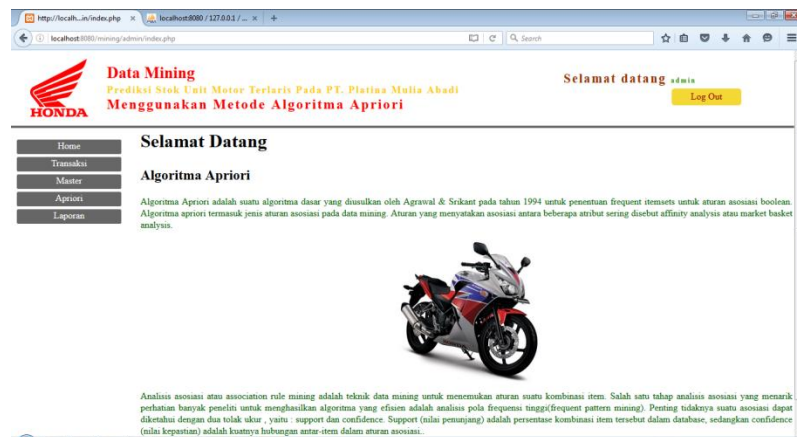 http://localh...in/index.php
localhost:8080 / 127.0.0.1 / ...
localhost:8080/mining/admin/index.php
Search
HONDA
Data Mining
Prediksi Stok Unit Motor Terlaris Pada PT. Platina Mulia Abadi
Menggunakan Metode Algoritma Apriori
Selamat datang admin
Log Out
Home
Transaksi
Master
Apriori
Laporan
Selamat Datang
Algoritma Apriori
Algoritma Apriori adalah suatu algoritma dasar yang diusulkan oleh Agrawal & Srikant pada tahun 1994 untuk penentuan frequent itemsets untuk aturan asosiasi boolean.
Algoritma apriori termasuk jenis aturan asosiasi pada data mining. Aturan yang menyatakan asosiasi antara beberapa atribut sering disebut affinity analysis atau market basket
analysis.
Analisis asosiasi atau association rule mining adalah teknik data mining untuk menemukan aturan suatu kombinasi item. Salah satu tahap analisis asosiasi yang menarik
perhatian banyak peneliti untuk menghasilkan algoritma yang efisien adalah analisis pola frequensi tinggi(frequent pattern mining). Penting tidaknya suatu asosiasi dapat
diketahui dengan dua tolak ukur , yaitu : support dan confidence. Support (nilai penunjang) adalah persentase kombinasi item tersebut dalam database, sedangkan confidence
(nilai kepastian) adalah kuatnya hubungan antar-item dalam aturan asosiasi..